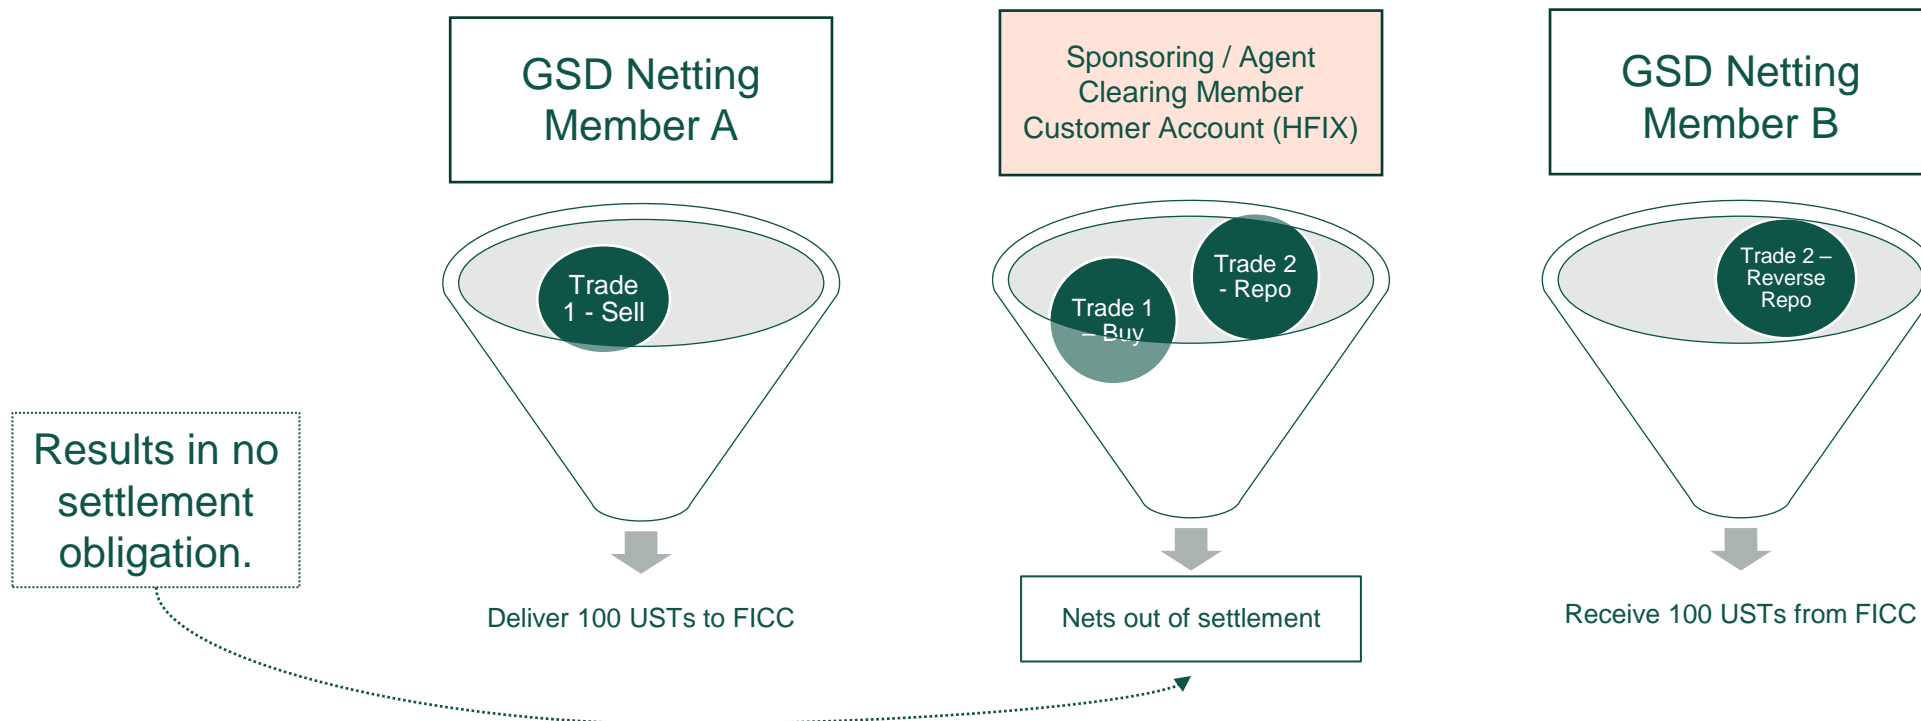 GSD Netting
Member A
Sponsoring / Agent
Clearing Member
Customer Account (HFIX)
GSD Netting
Member B
Trade
1 - Sell
Trade 1
– Buy
Trade 2
- Repo
Trade 2 –
Reverse
Repo
Results in no
settlement
obligation.
Deliver 100 USTs to FICC
Nets out of settlement
Receive 100 USTs from FICC